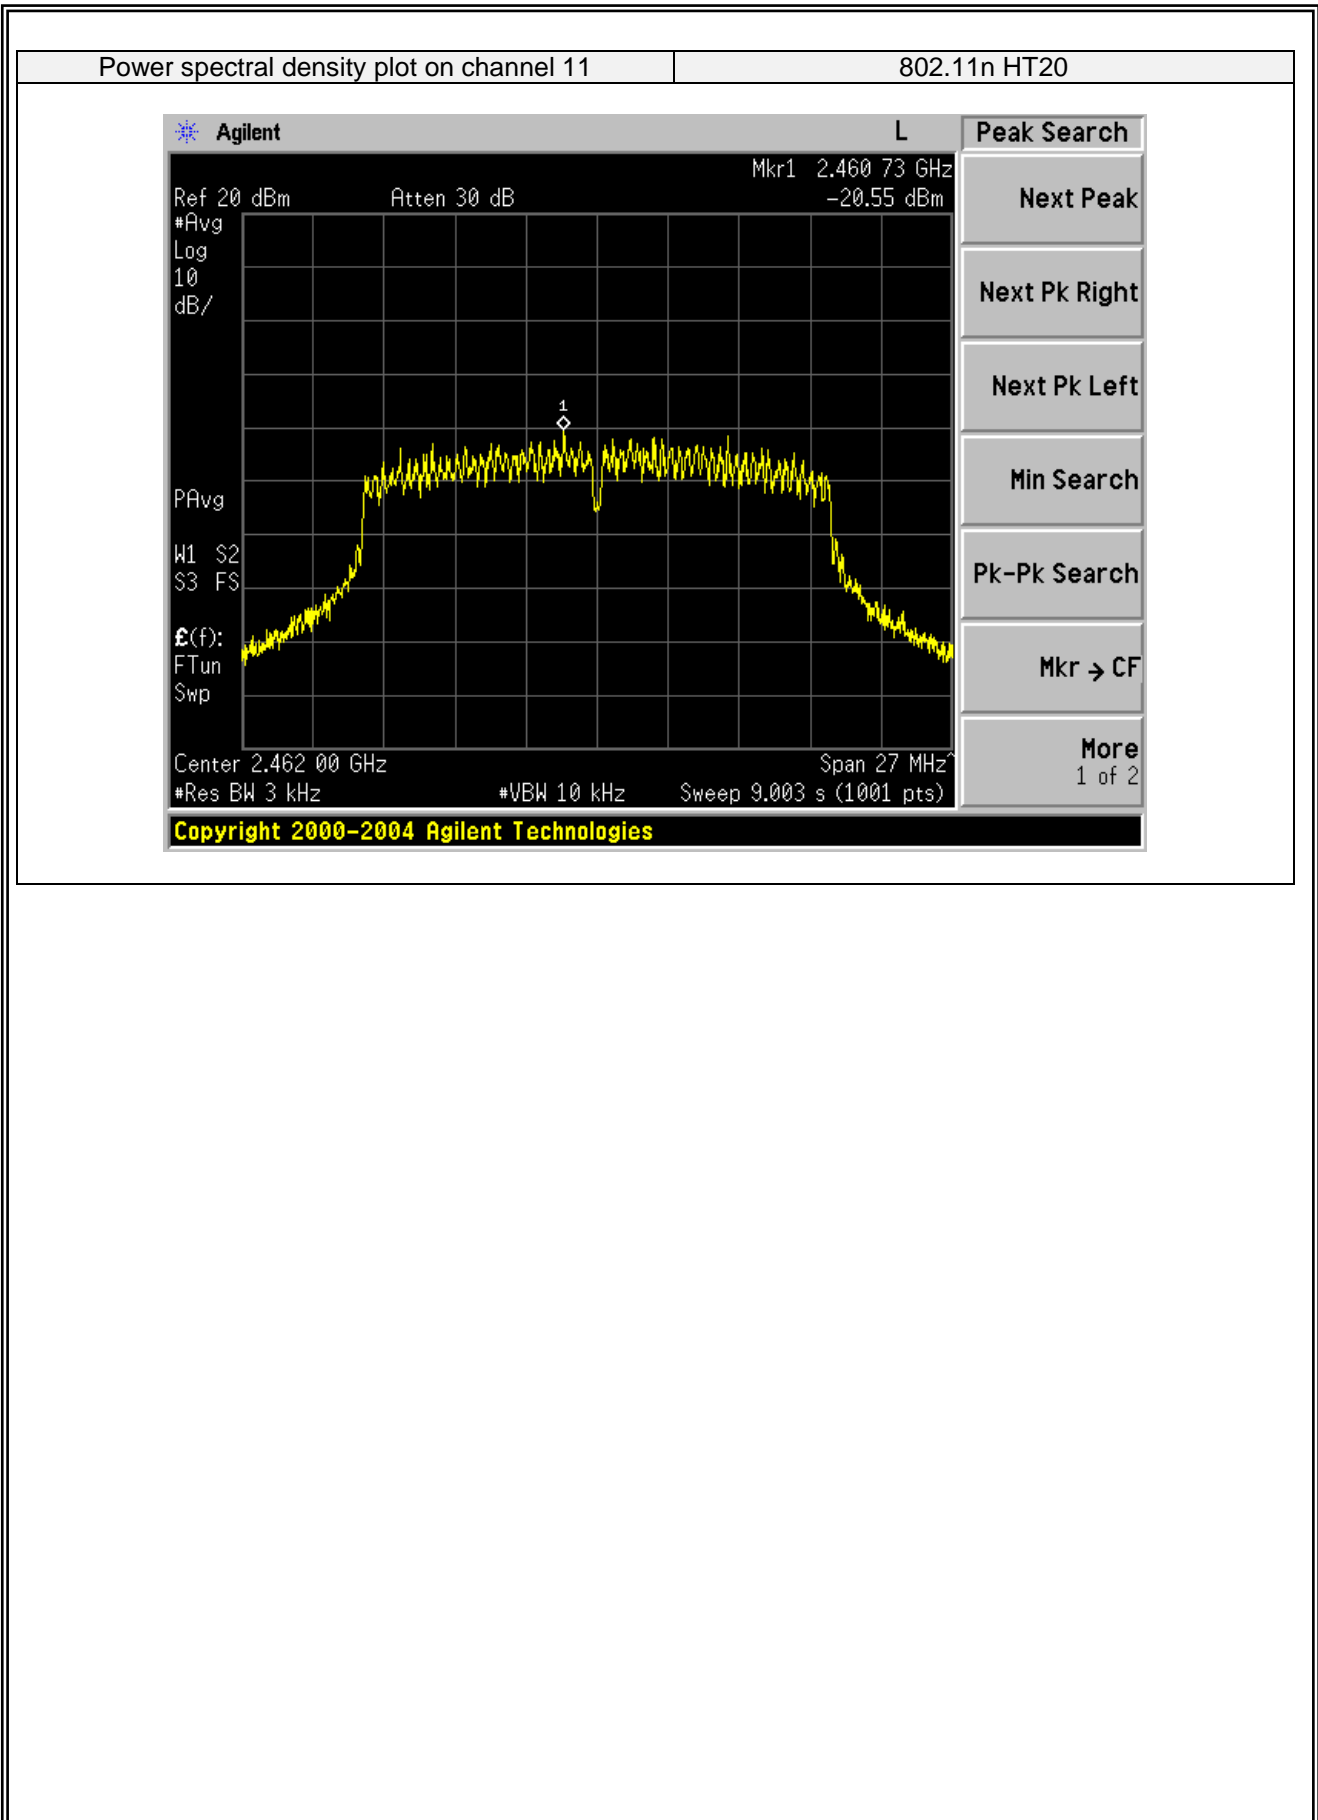 Power spectral density plot on channel 11 802.11n HT20
Agilent L Peak Search
Mkr1 2.460 73 GHz
Ref 20 dBm Atten 30 dB -20.55 dBm
Next Peak
#Avg
Log
10
dB/
Next Pk Right
Next Pk Left
1
Min Search
PAvg
W1 S2
S3 FS
Pk-Pk Search
£(f):
FTun
Swp
Mkr → CF
Center 2.462 00 GHz Span 27 MHz^
#Res BW 3 kHz #VBW 10 kHz Sweep 9.003 s (1001 pts)
More
1 of 2
Copyright 2000-2004 Agilent Technologies